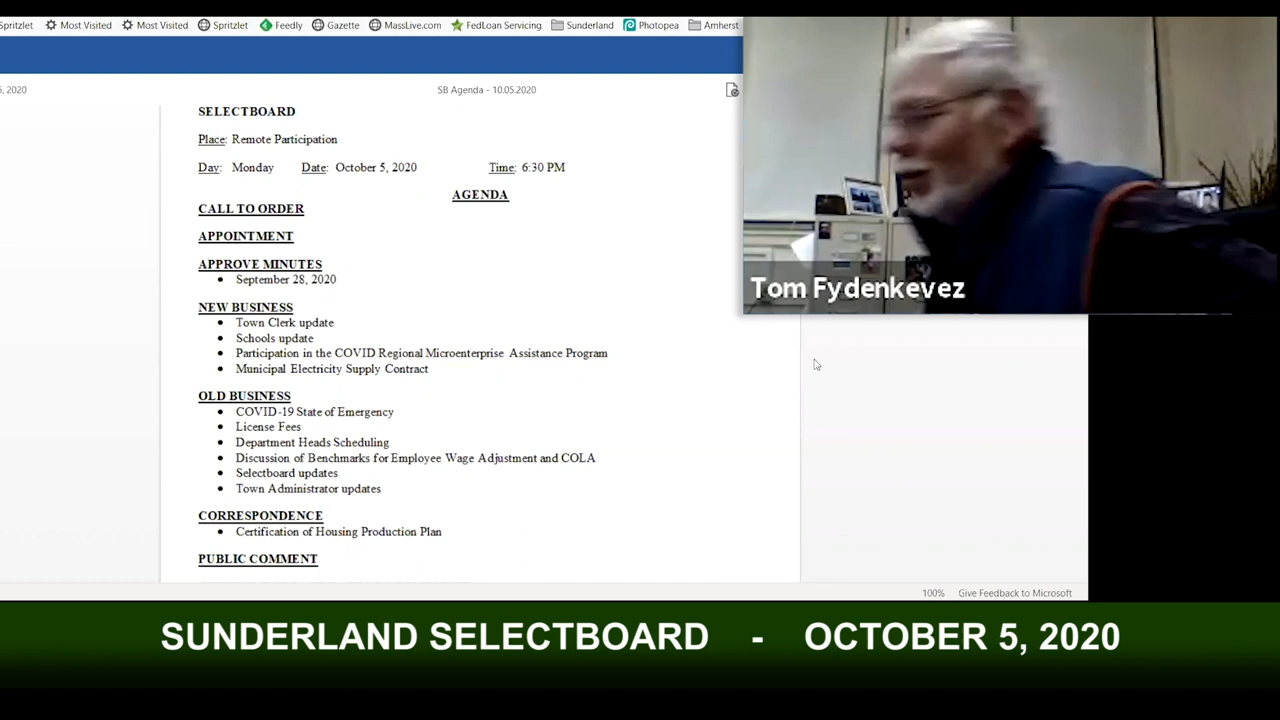 Spritzlet Most Visited Most Visited Spritzlet Feedly Gazette MassLive.com FedLoan Servicing Sunderland Photopea Amherst
5, 2020 SB Agenda - 10.05.2020
SELECTBOARD
Place: Remote Participation
Day: Monday Date: October 5, 2020 Time: 6:30 PM
AGENDA
CALL TO ORDER
APPOINTMENT
APPROVE MINUTES
• September 28, 2020
NEW BUSINESS
• Town Clerk update
• Schools update
• Participation in the COVID Regional Microenterprise Assistance Program
• Municipal Electricity Supply Contract
OLD BUSINESS
• COVID-19 State of Emergency
• License Fees
• Department Heads Scheduling
• Discussion of Benchmarks for Employee Wage Adjustment and COLA
• Selectboard updates
• Town Administrator updates
CORRESPONDENCE
• Certification of Housing Production Plan
PUBLIC COMMENT
Tom Fydenkevez
100% Give Feedback to Microsoft
SUNDERLAND SELECTBOARD - OCTOBER 5, 2020